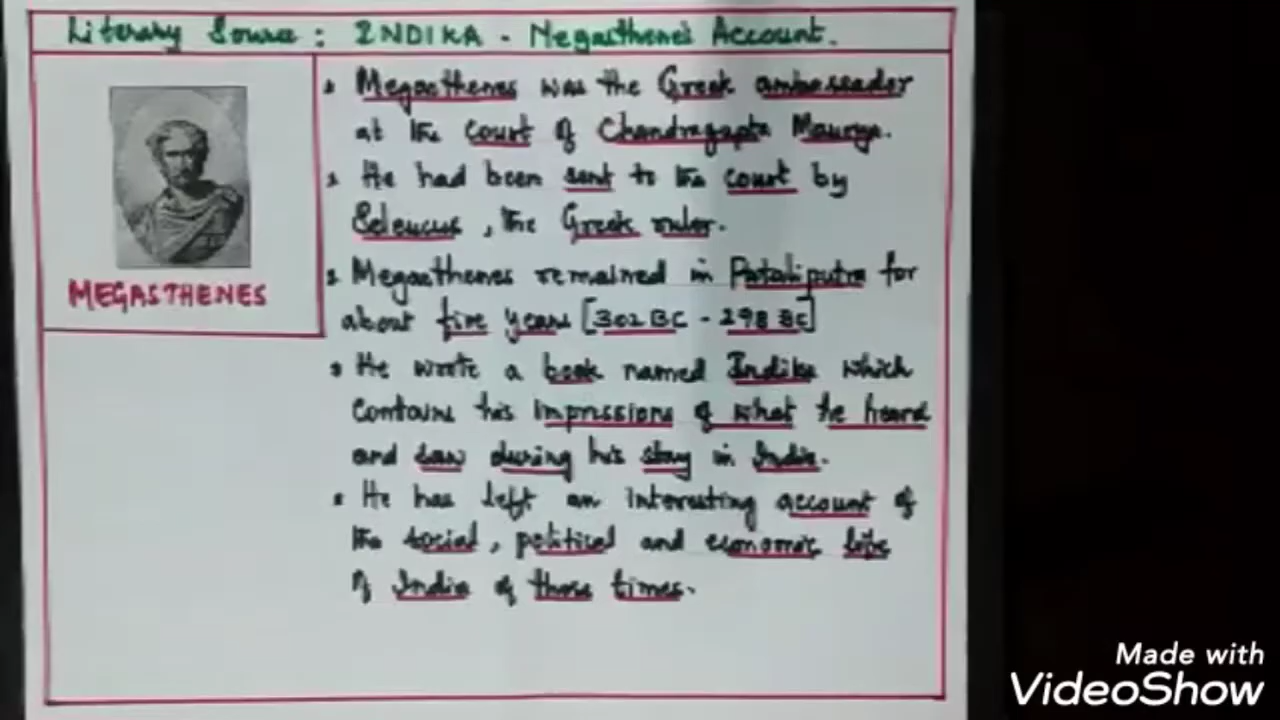 Literary Source : INDIKA - Megasthenes Account.
MEGASTHENES
Megasthenes was the Greek ambassador
at the court of Chandragupta Maurya.
He had been sent to the court by
Seleucus, the Greek ruler.
Megasthenes remained in Pataliputra for
about five years [302 BC - 298 BC]
He wrote a book named Indika which
contains his impressions of what he heard
and saw during his stay in India.
He has left an interesting account of
the social, political and economic life
of India of those times.
Made with
VideoShow